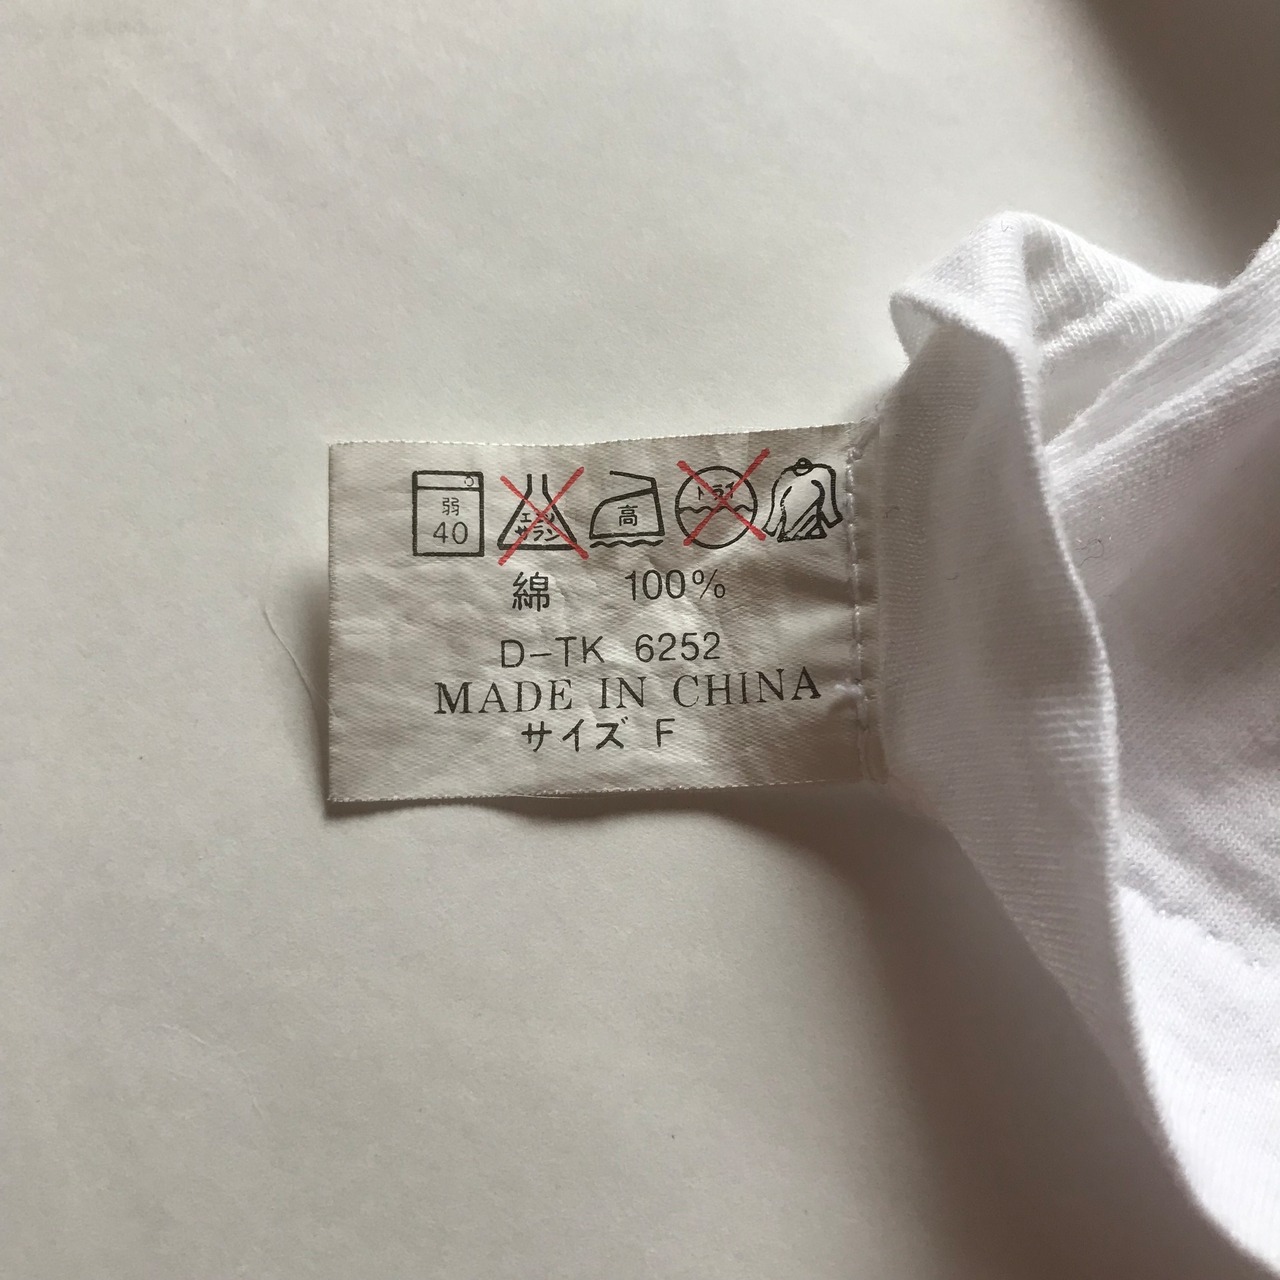 弱 40 エンソ サラシ 高 ドライ
綿 100%
D-TK 6252
MADE IN CHINA
サイズ F